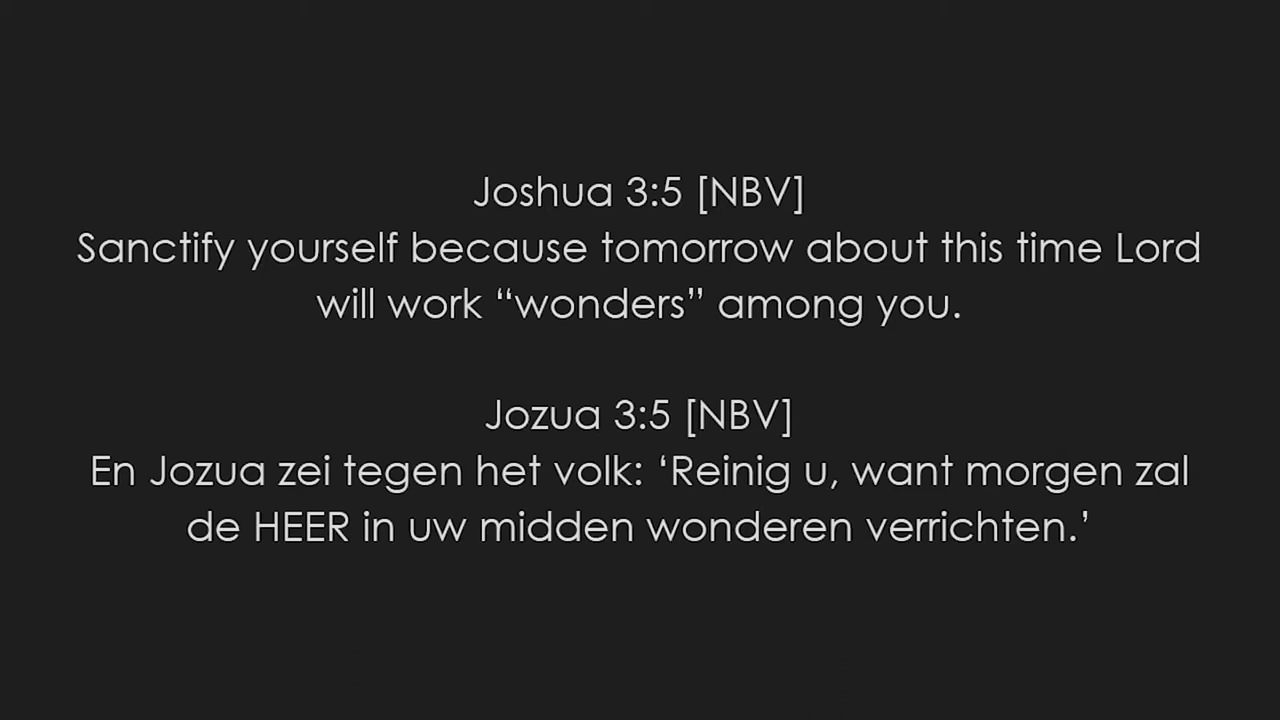 Joshua 3:5 [NBV]
Sanctify yourself because tomorrow about this time Lord
will work “wonders” among you.
Jozua 3:5 [NBV]
En Jozua zei tegen het volk: ‘Reinig u, want morgen zal
de HEER in uw midden wonderen verrichten.’